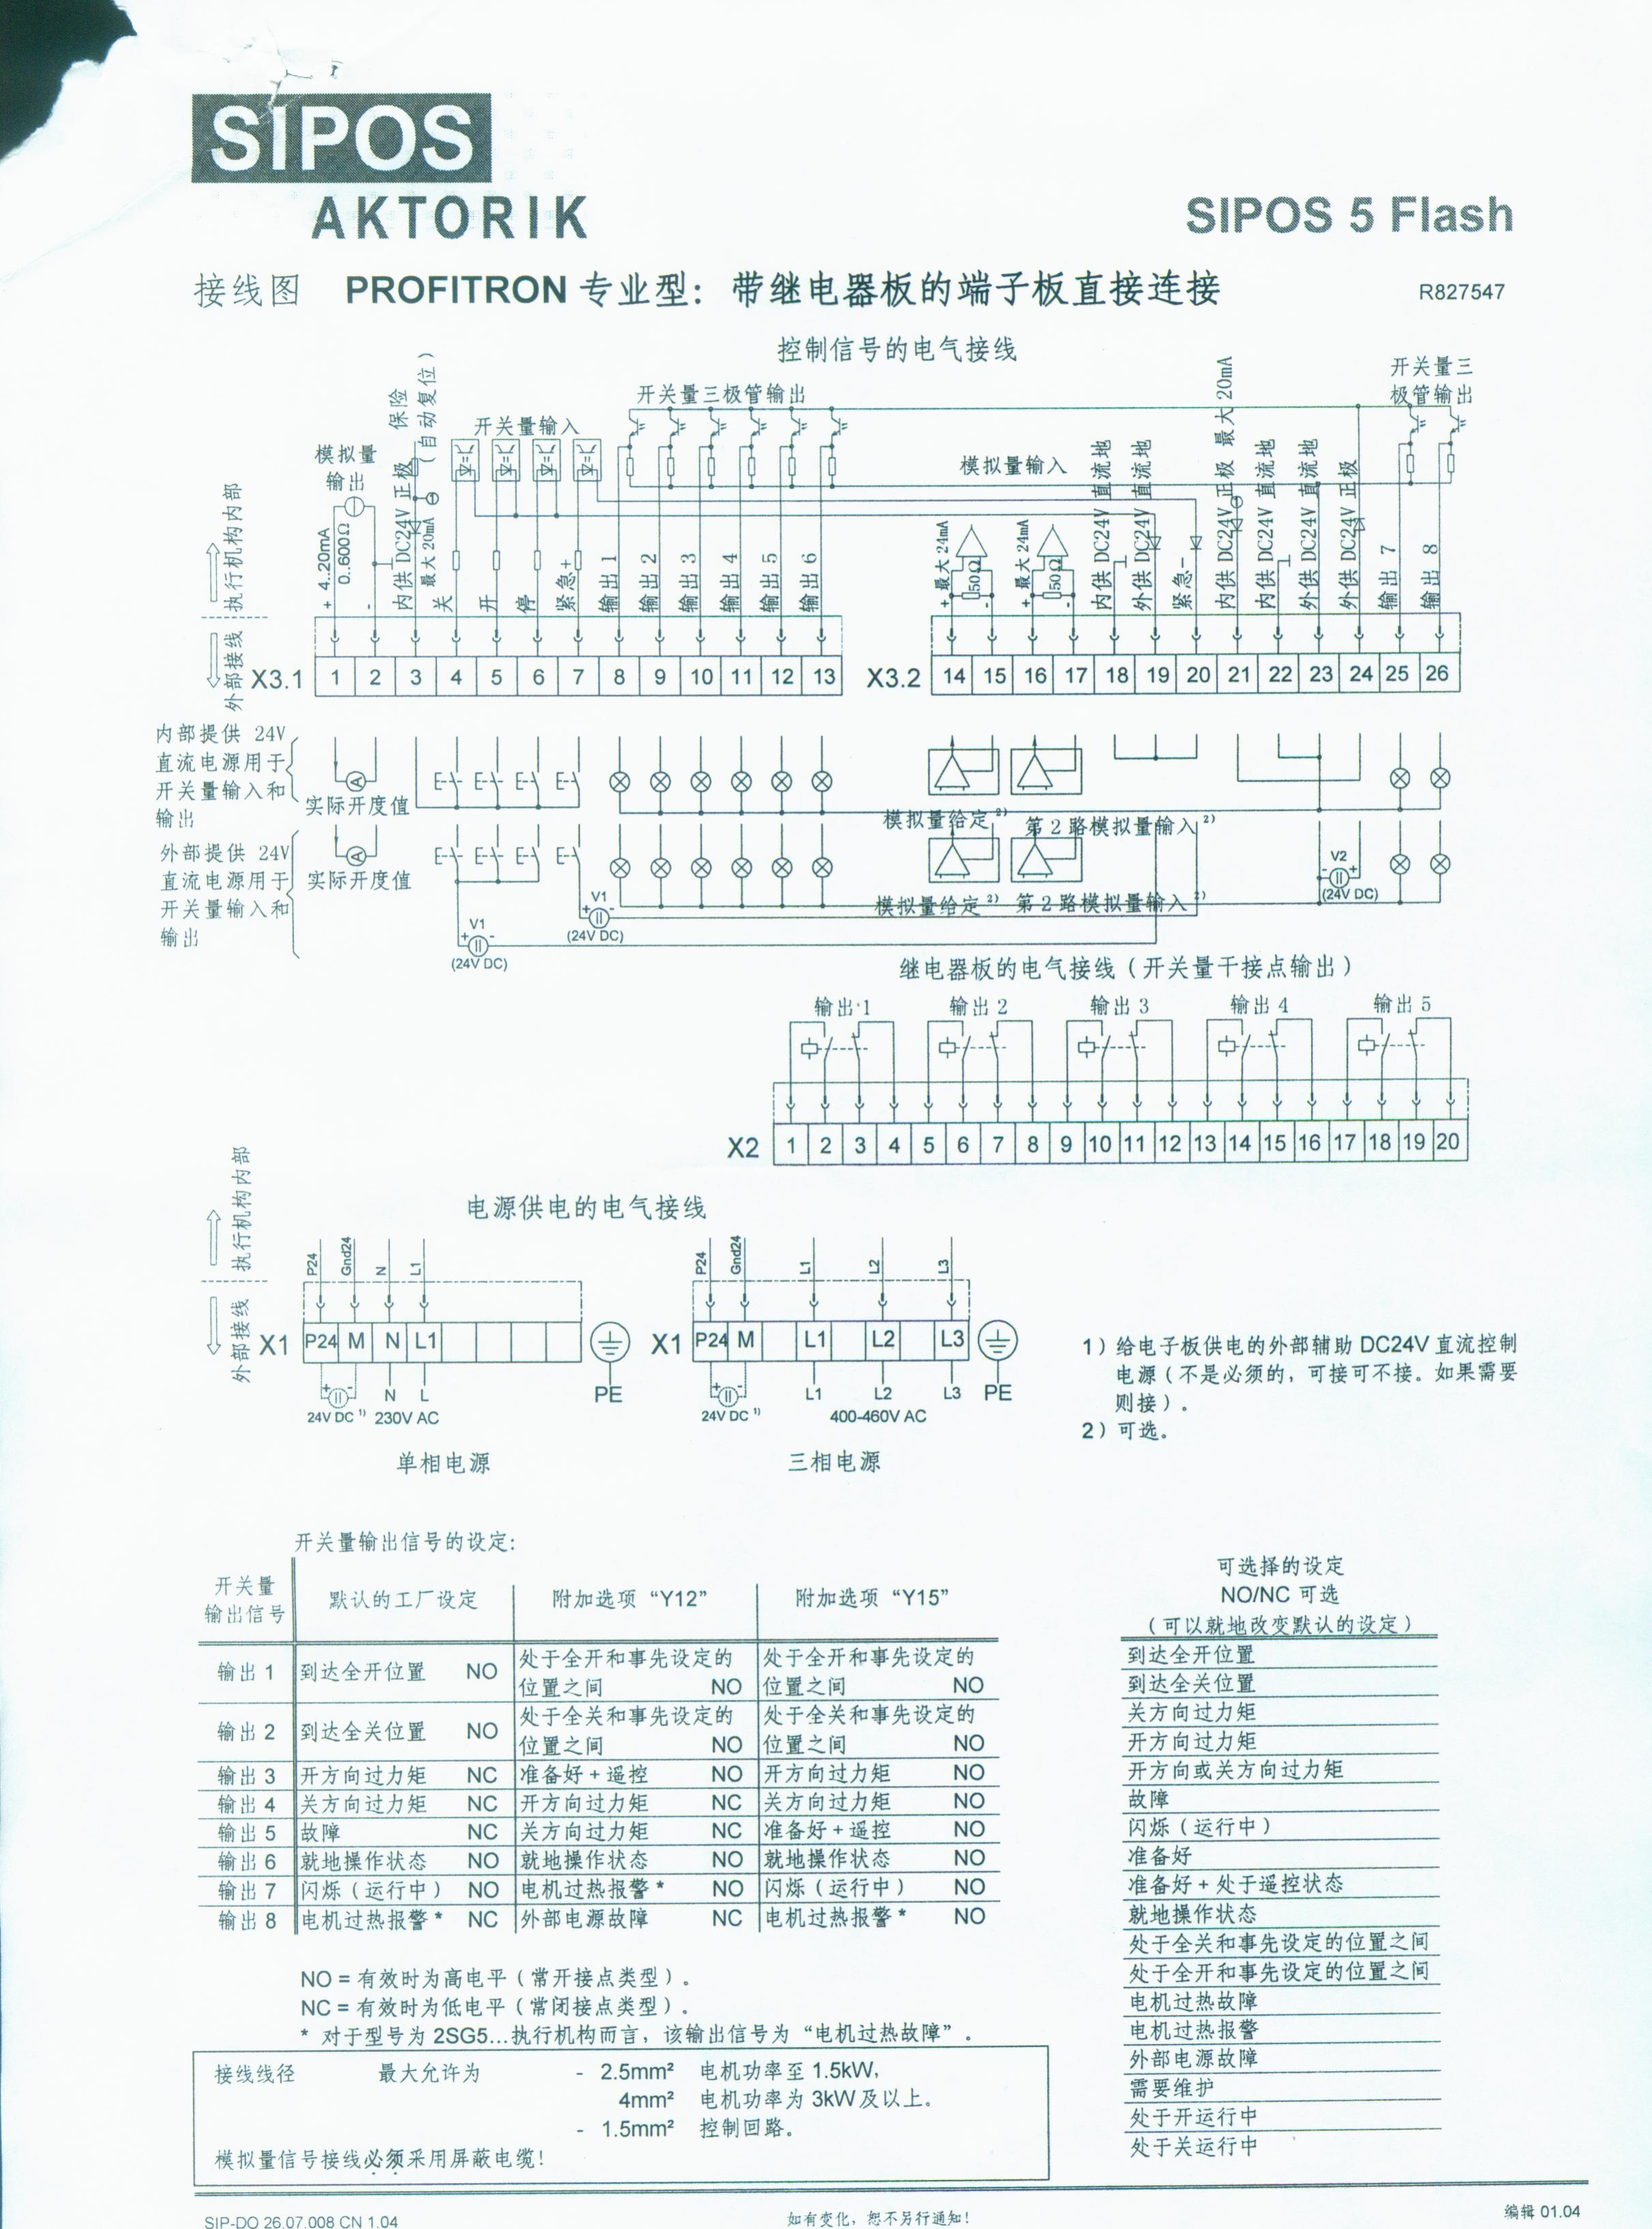 SIPOS
AKTORIK
SIPOS 5 Flash
接线图 PROFITRON 专业型：带继电器板的端子板直接连接 R827547
控制信号的电气接线
模拟量
输出
+ 4..20mA
0..600Ω
-
内供 DC24V 正极 保险
最大 20mA （自动复位）
开关量输入
关
开
停
紧急+
开关量三极管输出
输出 1
输出 2
输出 3
输出 4
输出 5
输出 6
模拟量输入
+ 最大 24mA
50Ω
-
+ 最大 24mA
50Ω
-
内供 DC24V 直流地
外供 DC24V 直流地
紧急-
内供 DC24V 正极 最大 20mA
内供 DC24V 直流地
外供 DC24V 直流地
外供 DC24V 正极
开关量三
极管输出
输出 7
输出 8
执行机构内部
外部接线
X3.1 1 2 3 4 5 6 7 8 9 10 11 12 13
X3.2 14 15 16 17 18 19 20 21 22 23 24 25 26
内部提供 24V
直流电源用于
开关量输入和
输出
A
实际开度值
模拟量给定 2)
第 2 路模拟量输入 2)
外部提供 24V
直流电源用于
开关量输入和
输出
A
实际开度值
V1
+ -
(24V DC)
V1
+ -
(24V DC)
模拟量给定 2)
第 2 路模拟量输入 2)
V2
- +
(24V DC)
继电器板的电气接线（开关量干接点输出）
输出 1 输出 2 输出 3 输出 4 输出 5
X2 1 2 3 4 5 6 7 8 9 10 11 12 13 14 15 16 17 18 19 20
执行机构内部
外部接线
电源供电的电气接线
P24 Gnd24 N L1
X1 P24 M N L1
+ -
N L PE
24V DC 1) 230V AC
单相电源
P24 Gnd24 L1 L2 L3
X1 P24 M L1 L2 L3
+ -
L1 L2 L3 PE
24V DC 1) 400-460V AC
三相电源
1）给电子板供电的外部辅助 DC24V 直流控制
电源（不是必须的，可接可不接。如果需要
则接）。
2）可选。
开关量输出信号的设定：
开关量
输出信号
默认的工厂设定 附加选项“Y12” 附加选项“Y15”
输出 1 到达全开位置 NO 处于全开和事先设定的位置之间 NO 处于全开和事先设定的位置之间 NO
输出 2 到达全关位置 NO 处于全关和事先设定的位置之间 NO 处于全关和事先设定的位置之间 NO
输出 3 开方向过力矩 NC 准备好＋遥控 NO 开方向过力矩 NO
输出 4 关方向过力矩 NC 开方向过力矩 NC 关方向过力矩 NO
输出 5 故障 NC 关方向过力矩 NC 准备好＋遥控 NO
输出 6 就地操作状态 NO 就地操作状态 NO 就地操作状态 NO
输出 7 闪烁（运行中） NO 电机过热报警 * NO 闪烁（运行中） NO
输出 8 电机过热报警 * NC 外部电源故障 NC 电机过热报警 * NO
可选择的设定
NO/NC 可选
（可以就地改变默认的设定）
到达全开位置
到达全关位置
关方向过力矩
开方向过力矩
开方向或关方向过力矩
故障
闪烁（运行中）
准备好
准备好＋处于遥控状态
就地操作状态
处于全关和事先设定的位置之间
处于全开和事先设定的位置之间
电机过热故障
电机过热报警
外部电源故障
需要维护
处于开运行中
处于关运行中
NO = 有效时为高电平（常开接点类型）。
NC = 有效时为低电平（常闭接点类型）。
* 对于型号为 2SG5…执行机构而言，该输出信号为“电机过热故障”。
接线线径 最大允许为 - 2.5mm² 电机功率至 1.5kW，
4mm² 电机功率为 3kW 及以上。
- 1.5mm² 控制回路。
模拟量信号接线必须采用屏蔽电缆！
SIP-DO 26.07.008 CN 1.04 如有变化，恕不另行通知！ 编辑 01.04